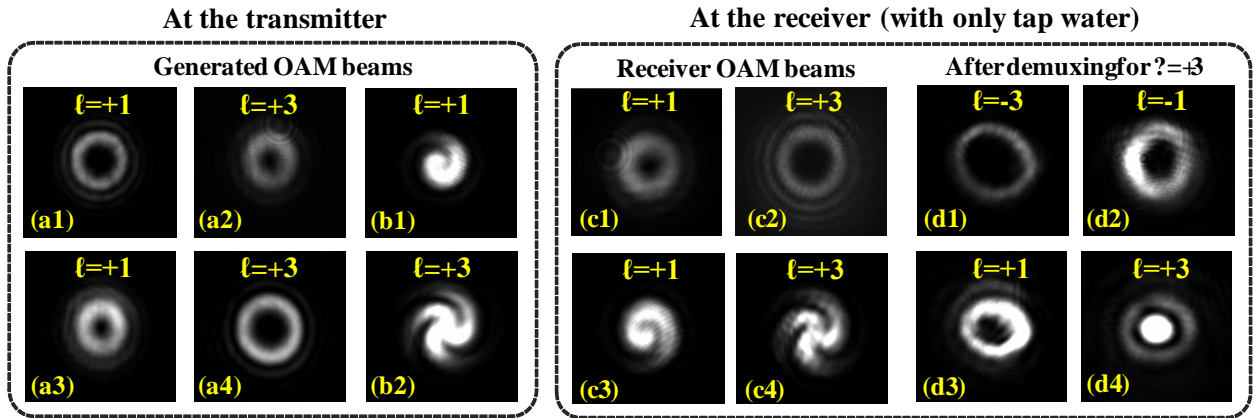 At the transmitter
At the receiver (with only tap water)
Generated OAM beams
Receiver OAM beams
After demuxing for ?=+3
ℓ=+1
ℓ=+3
ℓ=+1
ℓ=+1
ℓ=+3
ℓ=-3
ℓ=-1
(a1)
(a2)
(b1)
(c1)
(c2)
(d1)
(d2)
ℓ=+1
ℓ=+3
ℓ=+3
ℓ=+1
ℓ=+3
ℓ=+1
ℓ=+3
(a3)
(a4)
(b2)
(c3)
(c4)
(d3)
(d4)